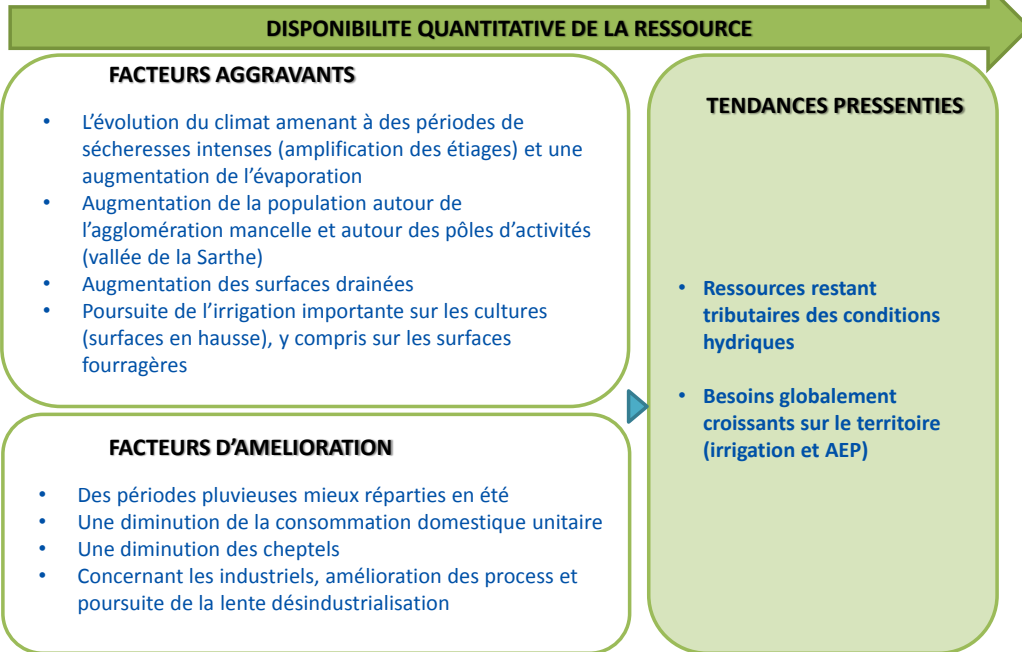 DISPONIBILITE QUANTITATIVE DE LA RESSOURCE
FACTEURS AGGRAVANTS
• L'évolution du climat amenant à des périodes de
sécheresses intenses (amplification des étiages) et une
augmentation de l'évaporation
• Augmentation de la population autour de
l'agglomération mancelle et autour des pôles d'activités
(vallée de la Sarthe)
• Augmentation des surfaces drainées
• Poursuite de l'irrigation importante sur les cultures
(surfaces en hausse), y compris sur les surfaces
fourragères
FACTEURS D'AMELIORATION
• Des périodes pluvieuses mieux réparties en été
• Une diminution de la consommation domestique unitaire
• Une diminution des cheptels
• Concernant les industriels, amélioration des process et
poursuite de la lente désindustrialisation
TENDANCES PRESSENTIES
• Ressources restant
tributaires des conditions
hydriques
• Besoins globalement
croissants sur le territoire
(irrigation et AEP)